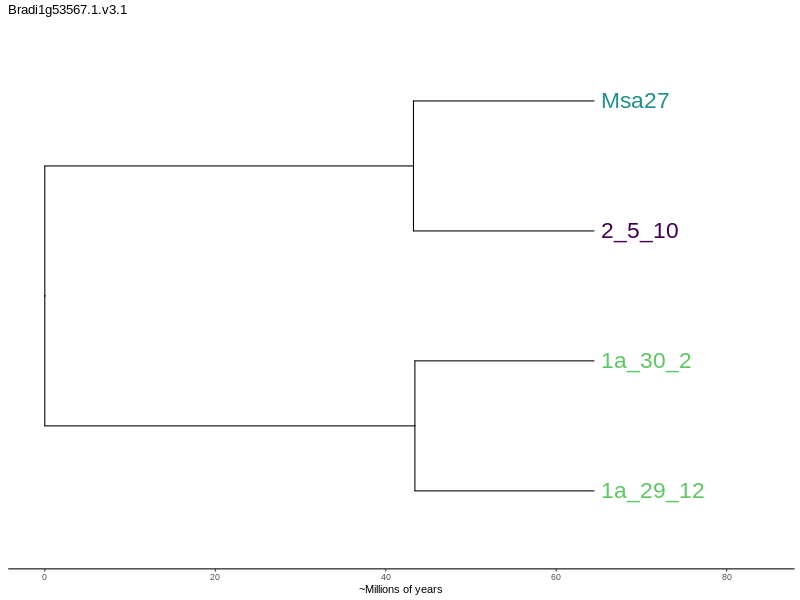 Bradi1g53567.1.v3.1
Msa27
2_5_10
1a_30_2
1a_29_12
0 20 40 60 80
~Millions of years